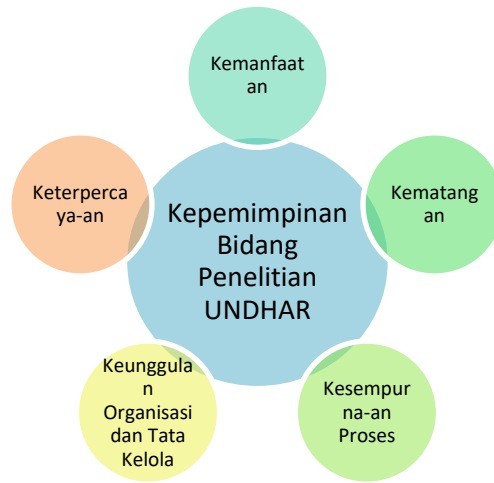 Kemanfaat
an
Keterperca
ya-an
Kematang
an
Kepemimpinan
Bidang
Penelitian
UNDHAR
Keunggula
n
Organisasi
dan Tata
Kelola
Kesempur
na-an
Proses